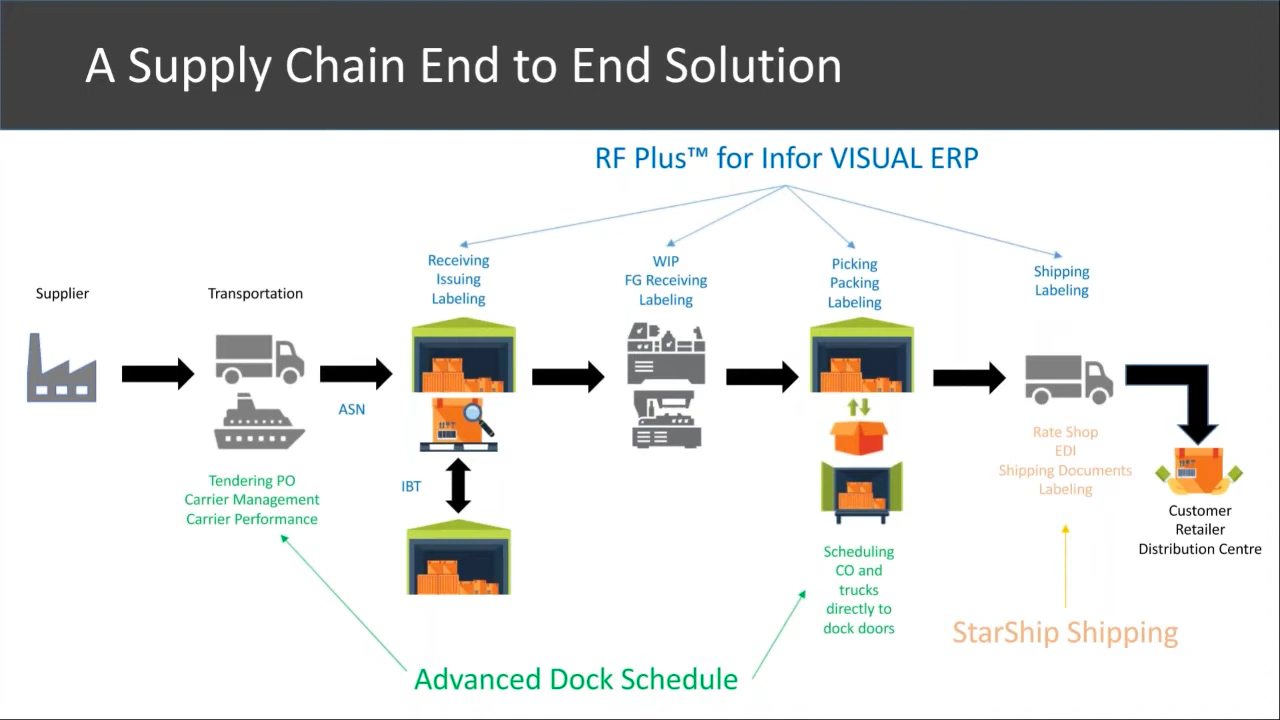 A Supply Chain End to End Solution
RF Plus™ for Infor VISUAL ERP
Supplier
Transportation
Receiving
Issuing
Labeling
WIP
FG Receiving
Labeling
Picking
Packing
Labeling
Shipping
Labeling
ASN
IBT
Tendering PO
Carrier Management
Carrier Performance
Scheduling
CO and
trucks
directly to
dock doors
Rate Shop
EDI
Shipping Documents
Labeling
Customer
Retailer
Distribution Centre
StarShip Shipping
Advanced Dock Schedule